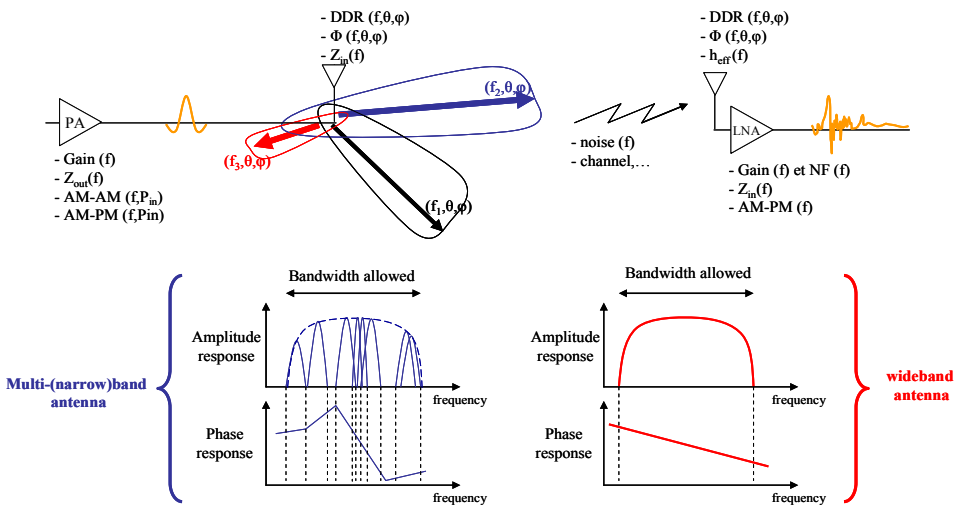 - DDR (f,θ,φ)
- Φ (f,θ,φ)
- Zin(f)
PA
(f2,θ,φ)
(f3,θ,φ)
(f1,θ,φ)
- Gain (f)
- Zout(f)
- AM-AM (f,Pin)
- AM-PM (f,Pin)
- noise (f)
- channel,…
- DDR (f,θ,φ)
- Φ (f,θ,φ)
- heff(f)
LNA
- Gain (f) et NF (f)
- Zin(f)
- AM-PM (f)
Multi-(narrow)band
antenna
Bandwidth allowed
Amplitude
response
frequency
Phase
response
frequency
Bandwidth allowed
Amplitude
response
frequency
Phase
response
frequency
wideband
antenna